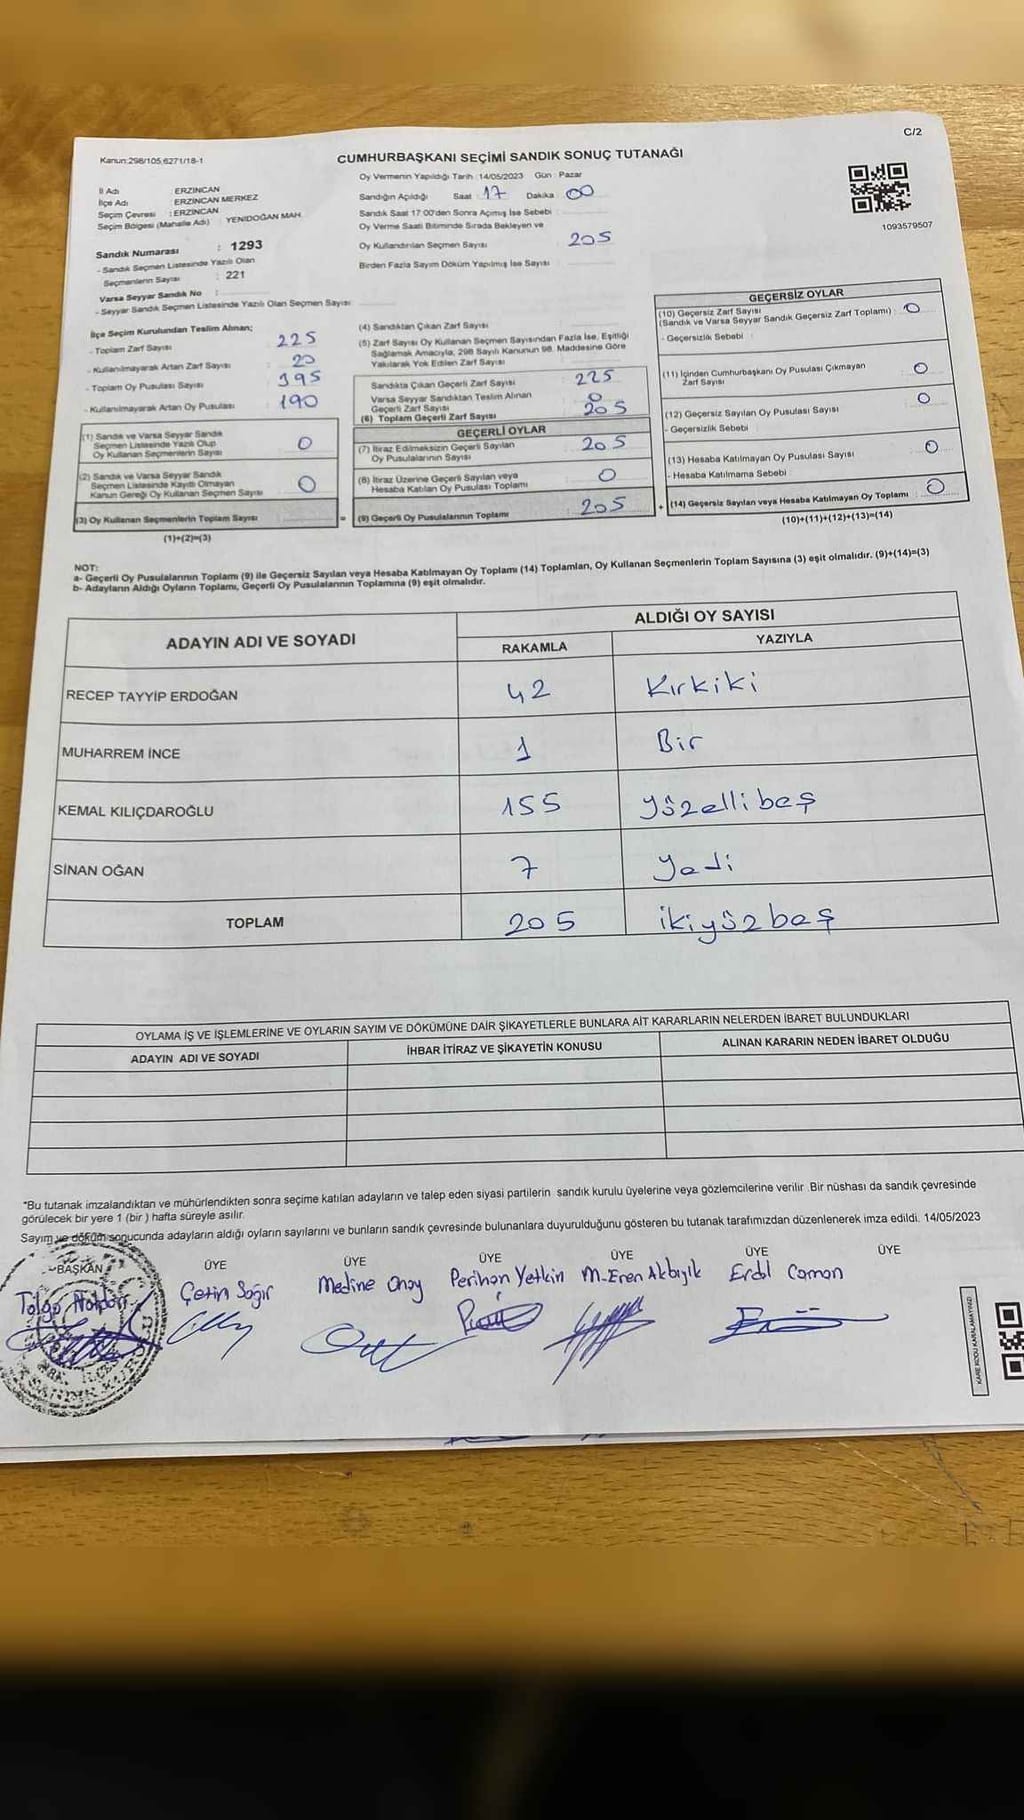 C/2
Kanun:298/105,6271/18-1
CUMHURBAŞKANI SEÇİMİ SANDIK SONUÇ TUTANAĞI
İl Adı : ERZİNCAN
İlçe Adı : ERZİNCAN MERKEZ
Seçim Çevresi : ERZİNCAN
Seçim Bölgesi (Mahalle Adı) : YENİDOĞAN MAH.
Sandık Numarası : 1293
- Sandık Seçmen Listesinde Yazılı Olan
Seçmenlerin Sayısı : 221
Varsa Seyyar Sandık No :
- Seyyar Sandık Seçmen Listesinde Yazılı Olan Seçmen Sayısı
Oy Vermenin Yapıldığı Tarih : 14/05/2023 Gün : Pazar
Sandığın Açıldığı Saat 17 Dakika 00
Sandık Saat 17:00'den Sonra Açımış İse Sebebi
Oy Verme Saati Bitiminde Sırada Bekleyen ve
Oy Kullandırılan Seçmen Sayısı 205
Birden Fazla Sayım Döküm Yapılmış İse Sayısı
1093579507
İlçe Seçim Kurulundan Teslim Alınan;
- Toplam Zarf Sayısı 225
- Kullanılmayarak Artan Zarf Sayısı 20
- Toplam Oy Pusulası Sayısı 395
- Kullanılmayarak Artan Oy Pusulası 190
(1) Sandık ve Varsa Seyyar Sandık
Seçmen Listesinde Yazılı Olup
Oy Kullanan Seçmenlerin Sayısı 0
(2) Sandık ve Varsa Seyyar Sandık
Seçmen Listesinde Kayıtlı Olmayan
Kanun Gereği Oy Kullanan Seçmen Sayısı 0
(3) Oy Kullanan Seçmenlerin Toplam Sayısı
(1)+(2)=(3)
(4) Sandıktan Çıkan Zarf Sayısı
(5) Zarf Sayısı Oy Kullanan Seçmen Sayısından Fazla İse, Eşitliği
Sağlamak Amacıyla, 298 Sayılı Kanunun 98. Maddesine Göre
Yakılarak Yok Edilen Zarf Sayısı
Sandıkta Çıkan Geçerli Zarf Sayısı 225
Varsa Seyyar Sandıktan Teslim Alınan
Geçerli Zarf Sayısı 0
(6) Toplam Geçerli Zarf Sayısı 205
GEÇERLİ OYLAR
(7) İtiraz Edilmeksizin Geçerli Sayılan
Oy Pusulalarının Sayısı 205
(8) İtiraz Üzerine Geçerli Sayılan veya
Hesaba Katılan Oy Pusulası Toplamı 0
= (9) Geçerli Oy Pusulalarının Toplamı 205
GEÇERSİZ OYLAR
(10) Geçersiz Zarf Sayısı
(Sandık ve Varsa Seyyar Sandık Geçersiz Zarf Toplamı) 0
- Geçersizlik Sebebi
(11) İçinden Cumhurbaşkanı Oy Pusulası Çıkmayan
Zarf Sayısı 0
(12) Geçersiz Sayılan Oy Pusulası Sayısı 0
- Geçersizlik Sebebi
(13) Hesaba Katılmayan Oy Pusulası Sayısı 0
- Hesaba Katılmama Sebebi
+ (14) Geçersiz Sayılan veya Hesaba Katılmayan Oy Toplamı 0
(10)+(11)+(12)+(13)=(14)
NOT:
a- Geçerli Oy Pusulalarının Toplamı (9) ile Geçersiz Sayılan veya Hesaba Katılmayan Oy Toplamı (14) Toplamları, Oy Kullanan Seçmenlerin Toplam Sayısına (3) eşit olmalıdır. (9)+(14)=(3)
b- Adayların Aldığı Oyların Toplamı, Geçerli Oy Pusulalarının Toplamına (9) eşit olmalıdır.
ADAYIN ADI VE SOYADI
ALDIĞI OY SAYISI
RAKAMLA YAZIYLA
RECEP TAYYİP ERDOĞAN 42 Kırkiki
MUHARREM İNCE 1 Bir
KEMAL KILIÇDAROĞLU 155 Yüzellibeş
SİNAN OĞAN 7 Yedi
TOPLAM 205 ikiyüzbeş
OYLAMA İŞ VE İŞLEMLERİNE VE OYLARIN SAYIM VE DÖKÜMÜNE DAİR ŞİKAYETLERLE BUNLARA AİT KARARLARIN NELERDEN İBARET BULUNDUKLARI
ADAYIN ADI VE SOYADI İHBAR İTİRAZ VE ŞİKAYETİN KONUSU ALINAN KARARIN NEDEN İBARET OLDUĞU
*Bu tutanak imzalandıktan ve mühürlendikten sonra seçime katılan adayların ve talep eden siyasi partilerin sandık kurulu üyelerine veya gözlemcilerine verilir. Bir nüshası da sandık çevresinde
görülecek bir yere 1 (bir ) hafta süreyle asılır.
Sayım ve döküm sonucunda adayların aldığı oyların sayılarını ve bunların sandık çevresinde bulunanlara duyurulduğunu gösteren bu tutanak tarafımızdan düzenlenerek imza edildi. 14/05/2023
BAŞKAN ÜYE ÜYE ÜYE ÜYE ÜYE ÜYE
Tolga Çetin Sağır Medine Onay Perihan Yetkin M.Eren Akbıyık Erdal Caman
KARE KODU KARALAMAYINIZ!